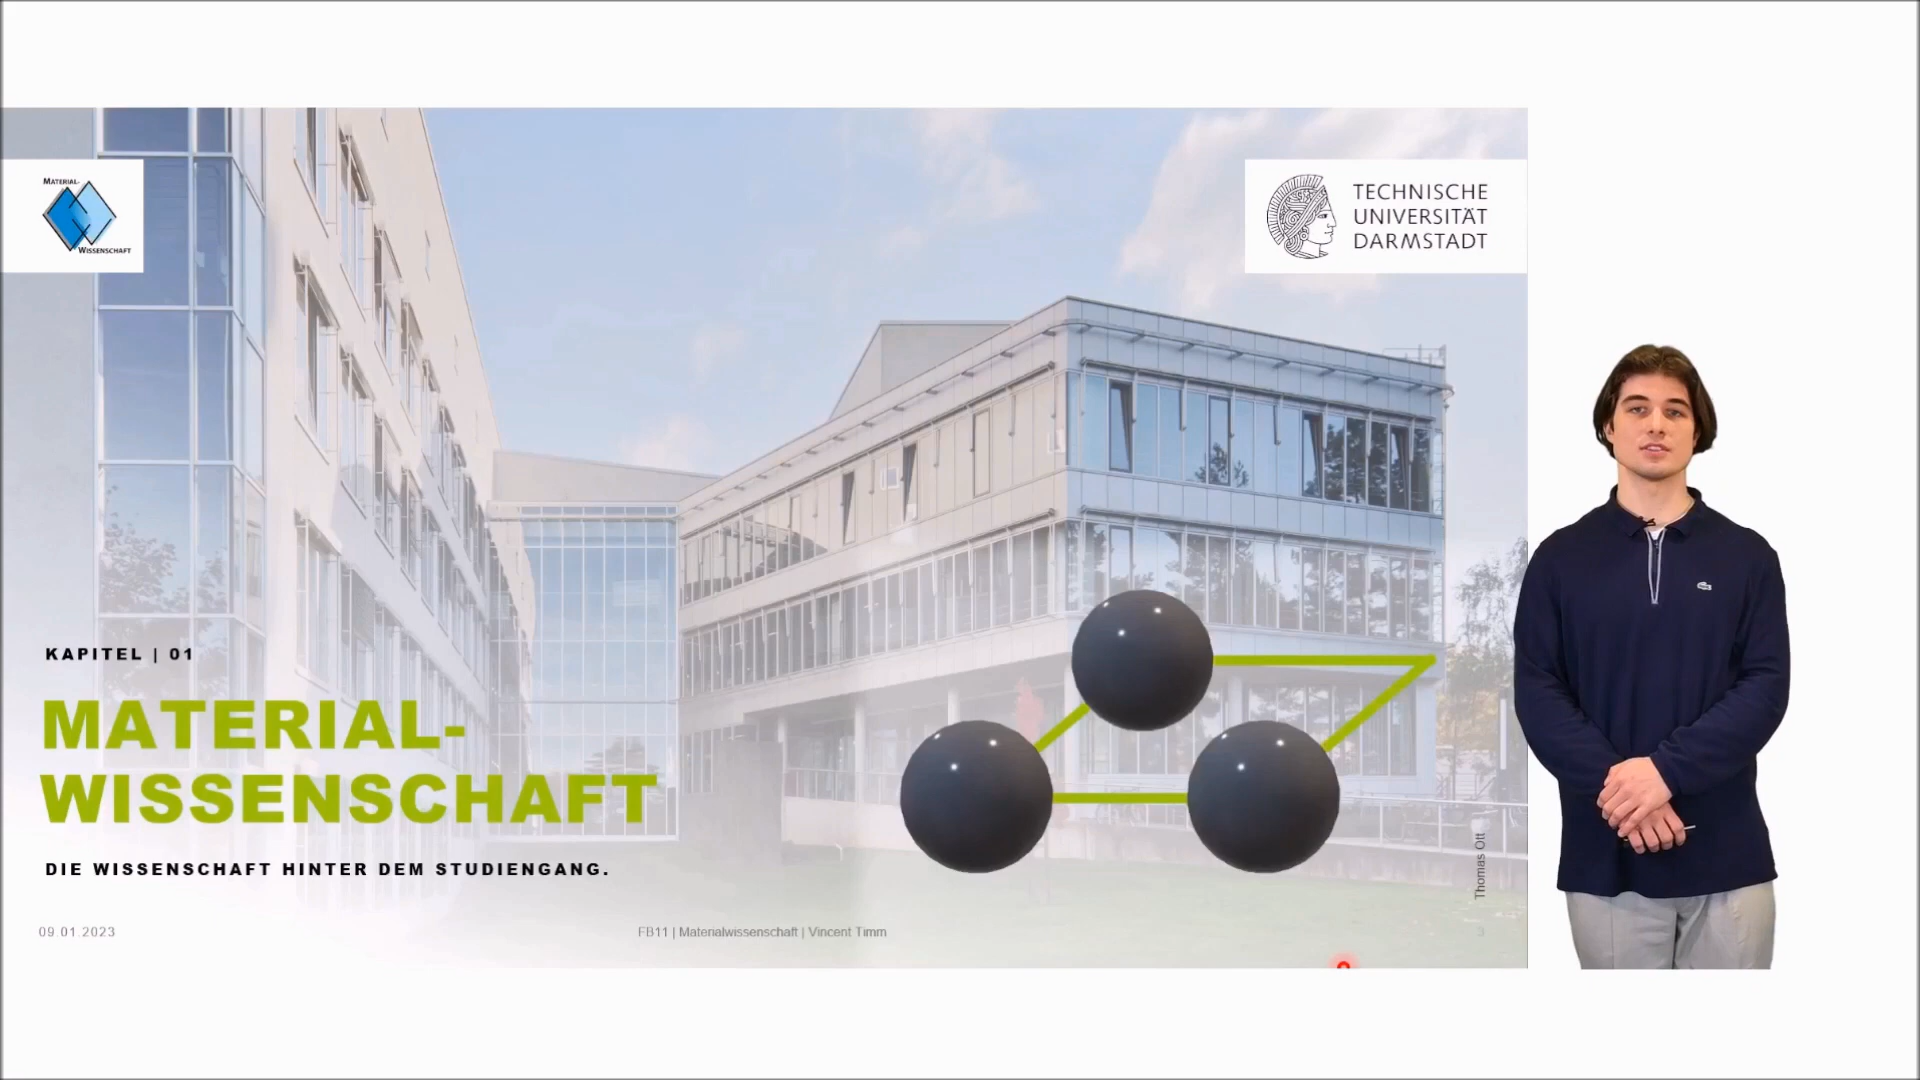 MATERIAL-
WISSENSCHAFT
TECHNISCHE
UNIVERSITÄT
DARMSTADT
KAPITEL | 01
MATERIAL-
WISSENSCHAFT
DIE WISSENSCHAFT HINTER DEM STUDIENGANG.
Thomas Ott
09.01.2023
FB11 | Materialwissenschaft | Vincent Timm
3